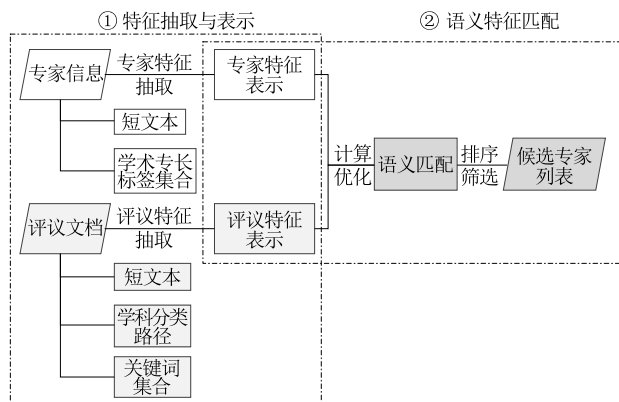 ① 特征抽取与表示
② 语义特征匹配
专家信息
专家特征
抽取
专家特征
表示
短文本
学术专长
标签集合
计算
优化
语义匹配
排序
筛选
候选专家
列表
评议文档
评议特征
抽取
评议特征
表示
短文本
学科分类
路径
关键词
集合